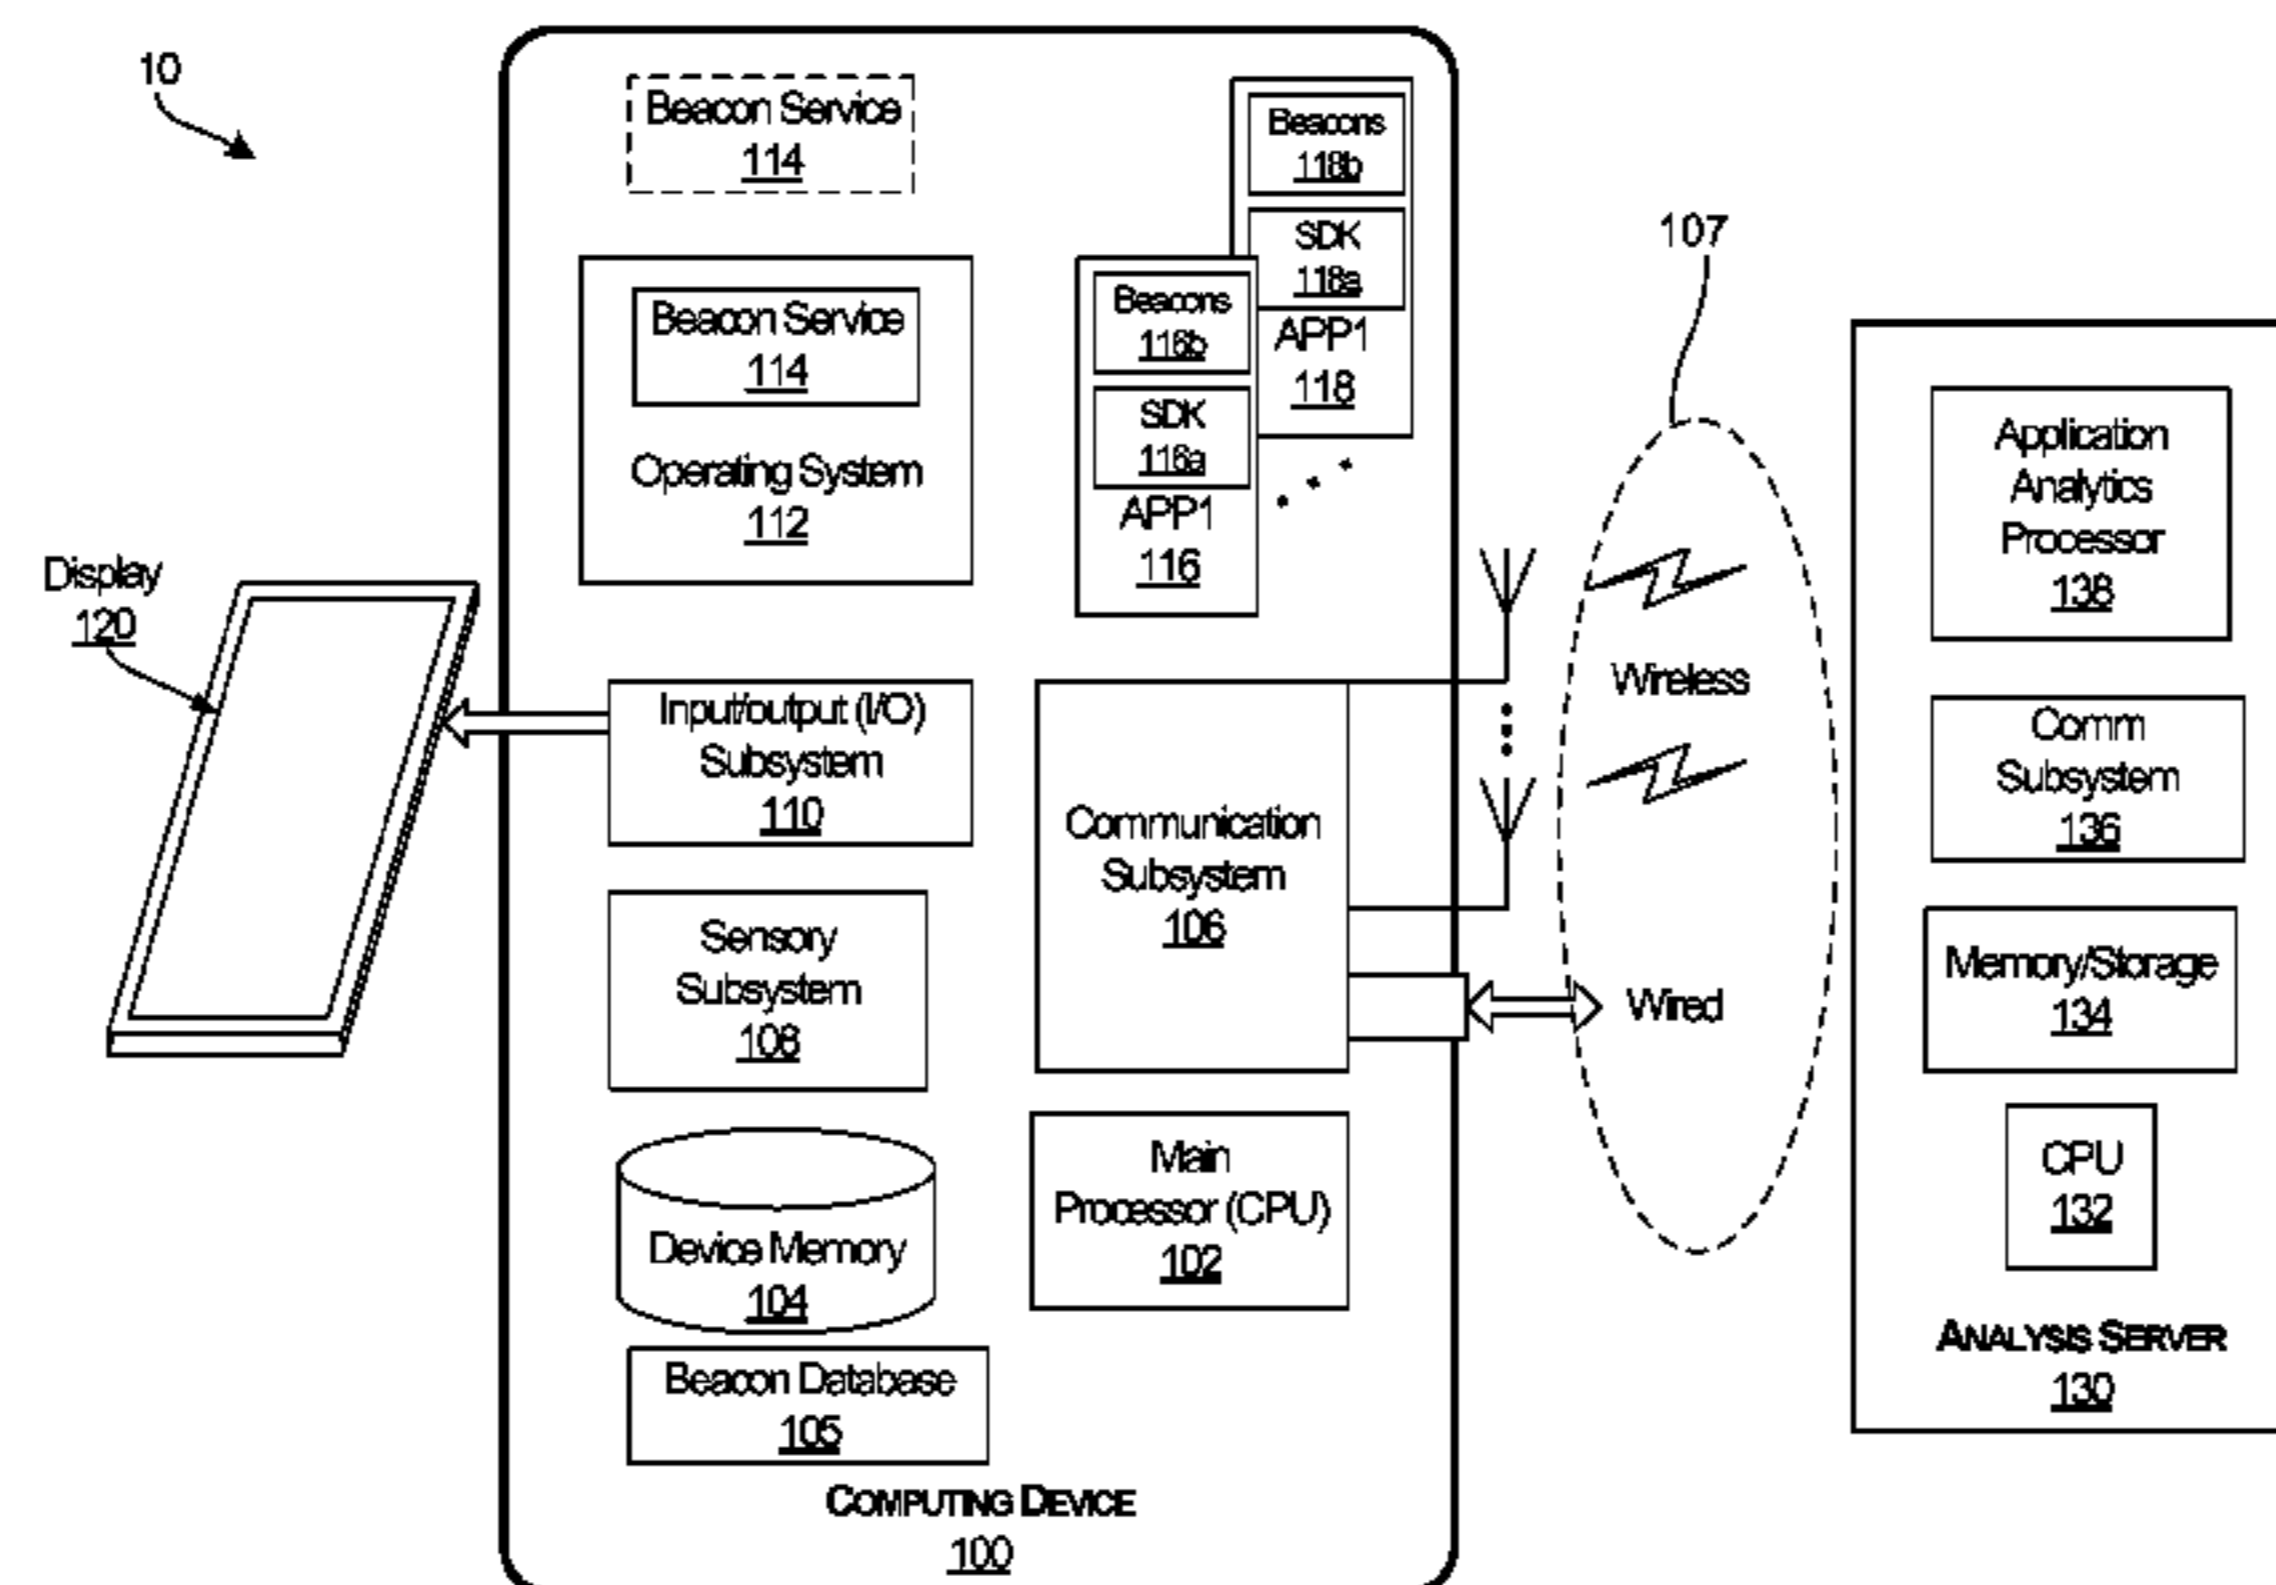 10
Beacon Service
114
Beacons
118b
SDK
118a
APP1
118
Beacon Service
114
Operating System
112
Beacons
116b
SDK
116a
APP1
116
107
Display
120
Input/output (I/O)
Subsystem
110
Communication
Subsystem
106
Sensory
Subsystem
108
Device Memory
104
Main
Processor (CPU)
102
Beacon Database
105
COMPUTING DEVICE
100
Wireless
Wired
Application
Analytics
Processor
138
Comm
Subsystem
136
Memory/Storage
134
CPU
132
ANALYSIS SERVER
130